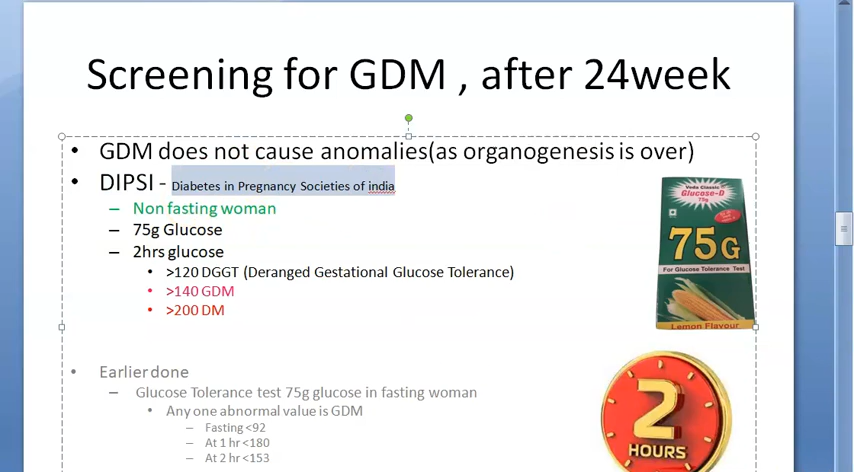 Screening for GDM , after 24week
• GDM does not cause anomalies(as organogenesis is over)
• DIPSI - Diabetes in Pregnancy Societies of india
– Non fasting woman
– 75g Glucose
– 2hrs glucose
• >120 DGGT (Deranged Gestational Glucose Tolerance)
• >140 GDM
• >200 DM
Veda Classic
Glucose-D
75g
75G
For Glucose Tolerance Test
Lemon Flavour
• Earlier done
– Glucose Tolerance test 75g glucose in fasting woman
• Any one abnormal value is GDM
– Fasting <92
– At 1 hr <180
– At 2 hr <153
2
HOURS